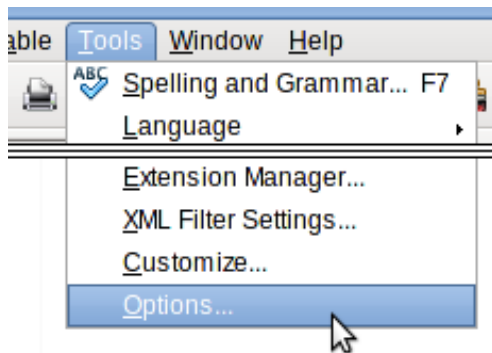 able Tools Window Help
ABC Spelling and Grammar... F7
Language
Extension Manager...
XML Filter Settings...
Customize...
Options...